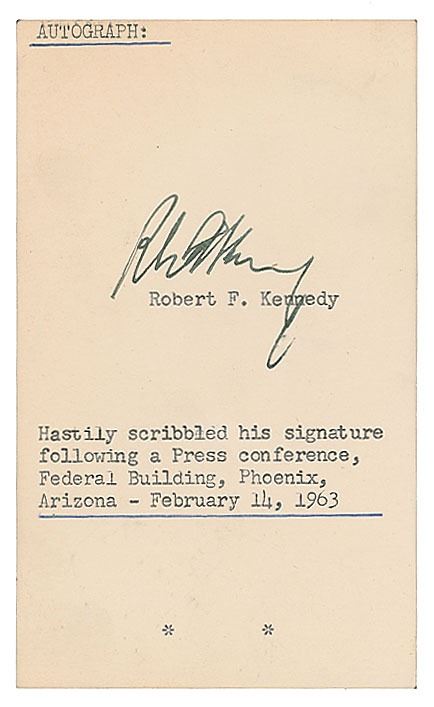 AUTOGRAPH:
Robert F. Kennedy
Hastily scribbled his signature
following a Press conference,
Federal Building, Phoenix,
Arizona - February 14, 1963
* *